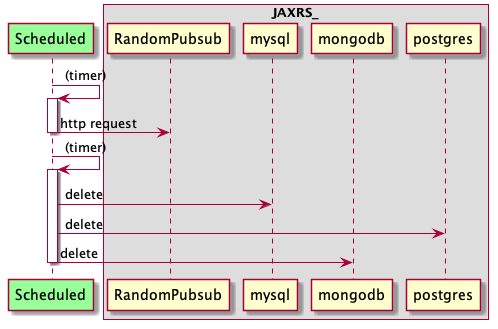 JAXRS_
Scheduled
RandomPubsub
mysql
mongodb
postgres
(timer)
http request
(timer)
delete
delete
delete
Scheduled
RandomPubsub
mysql
mongodb
postgres